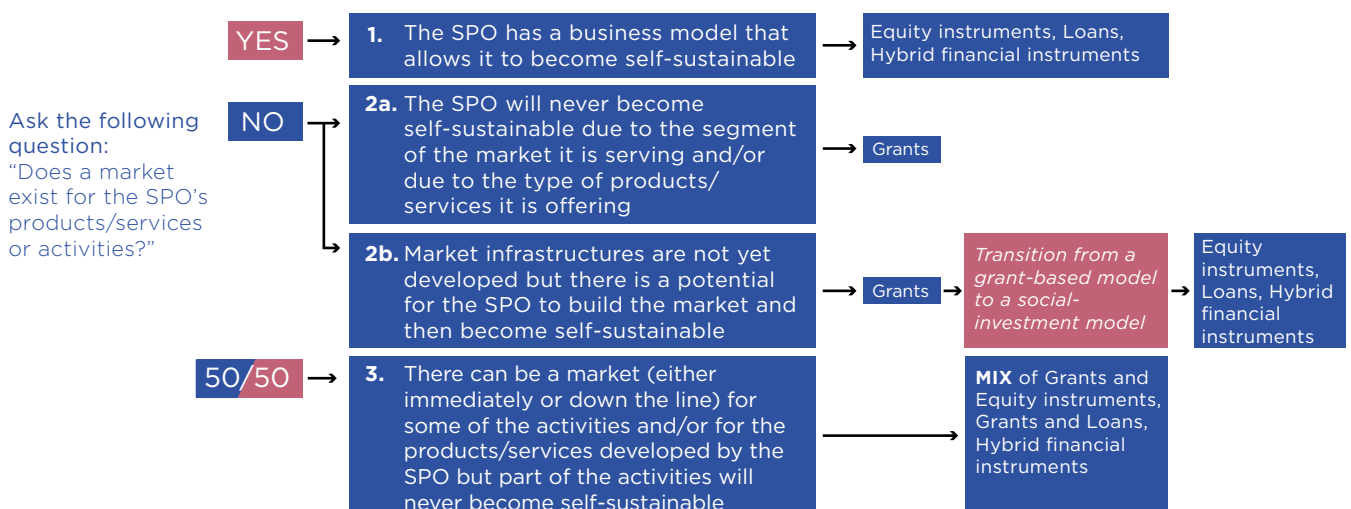 Ask the following
question:
“Does a market
exist for the SPO’s
products/services
or activities?”
YES
1. The SPO has a business model that
allows it to become self-sustainable
Equity instruments, Loans,
Hybrid financial instruments
NO
2a. The SPO will never become
self-sustainable due to the segment
of the market it is serving and/or
due to the type of products/
services it is offering
Grants
2b. Market infrastructures are not yet
developed but there is a potential
for the SPO to build the market and
then become self-sustainable
Grants
Transition from a
grant-based model
to a social-
investment model
Equity
instruments,
Loans, Hybrid
financial
instruments
50/50
3. There can be a market (either
immediately or down the line) for
some of the activities and/or for the
products/services developed by the
SPO but part of the activities will
never become self-sustainable
MIX of Grants and
Equity instruments,
Grants and Loans,
Hybrid financial
instruments